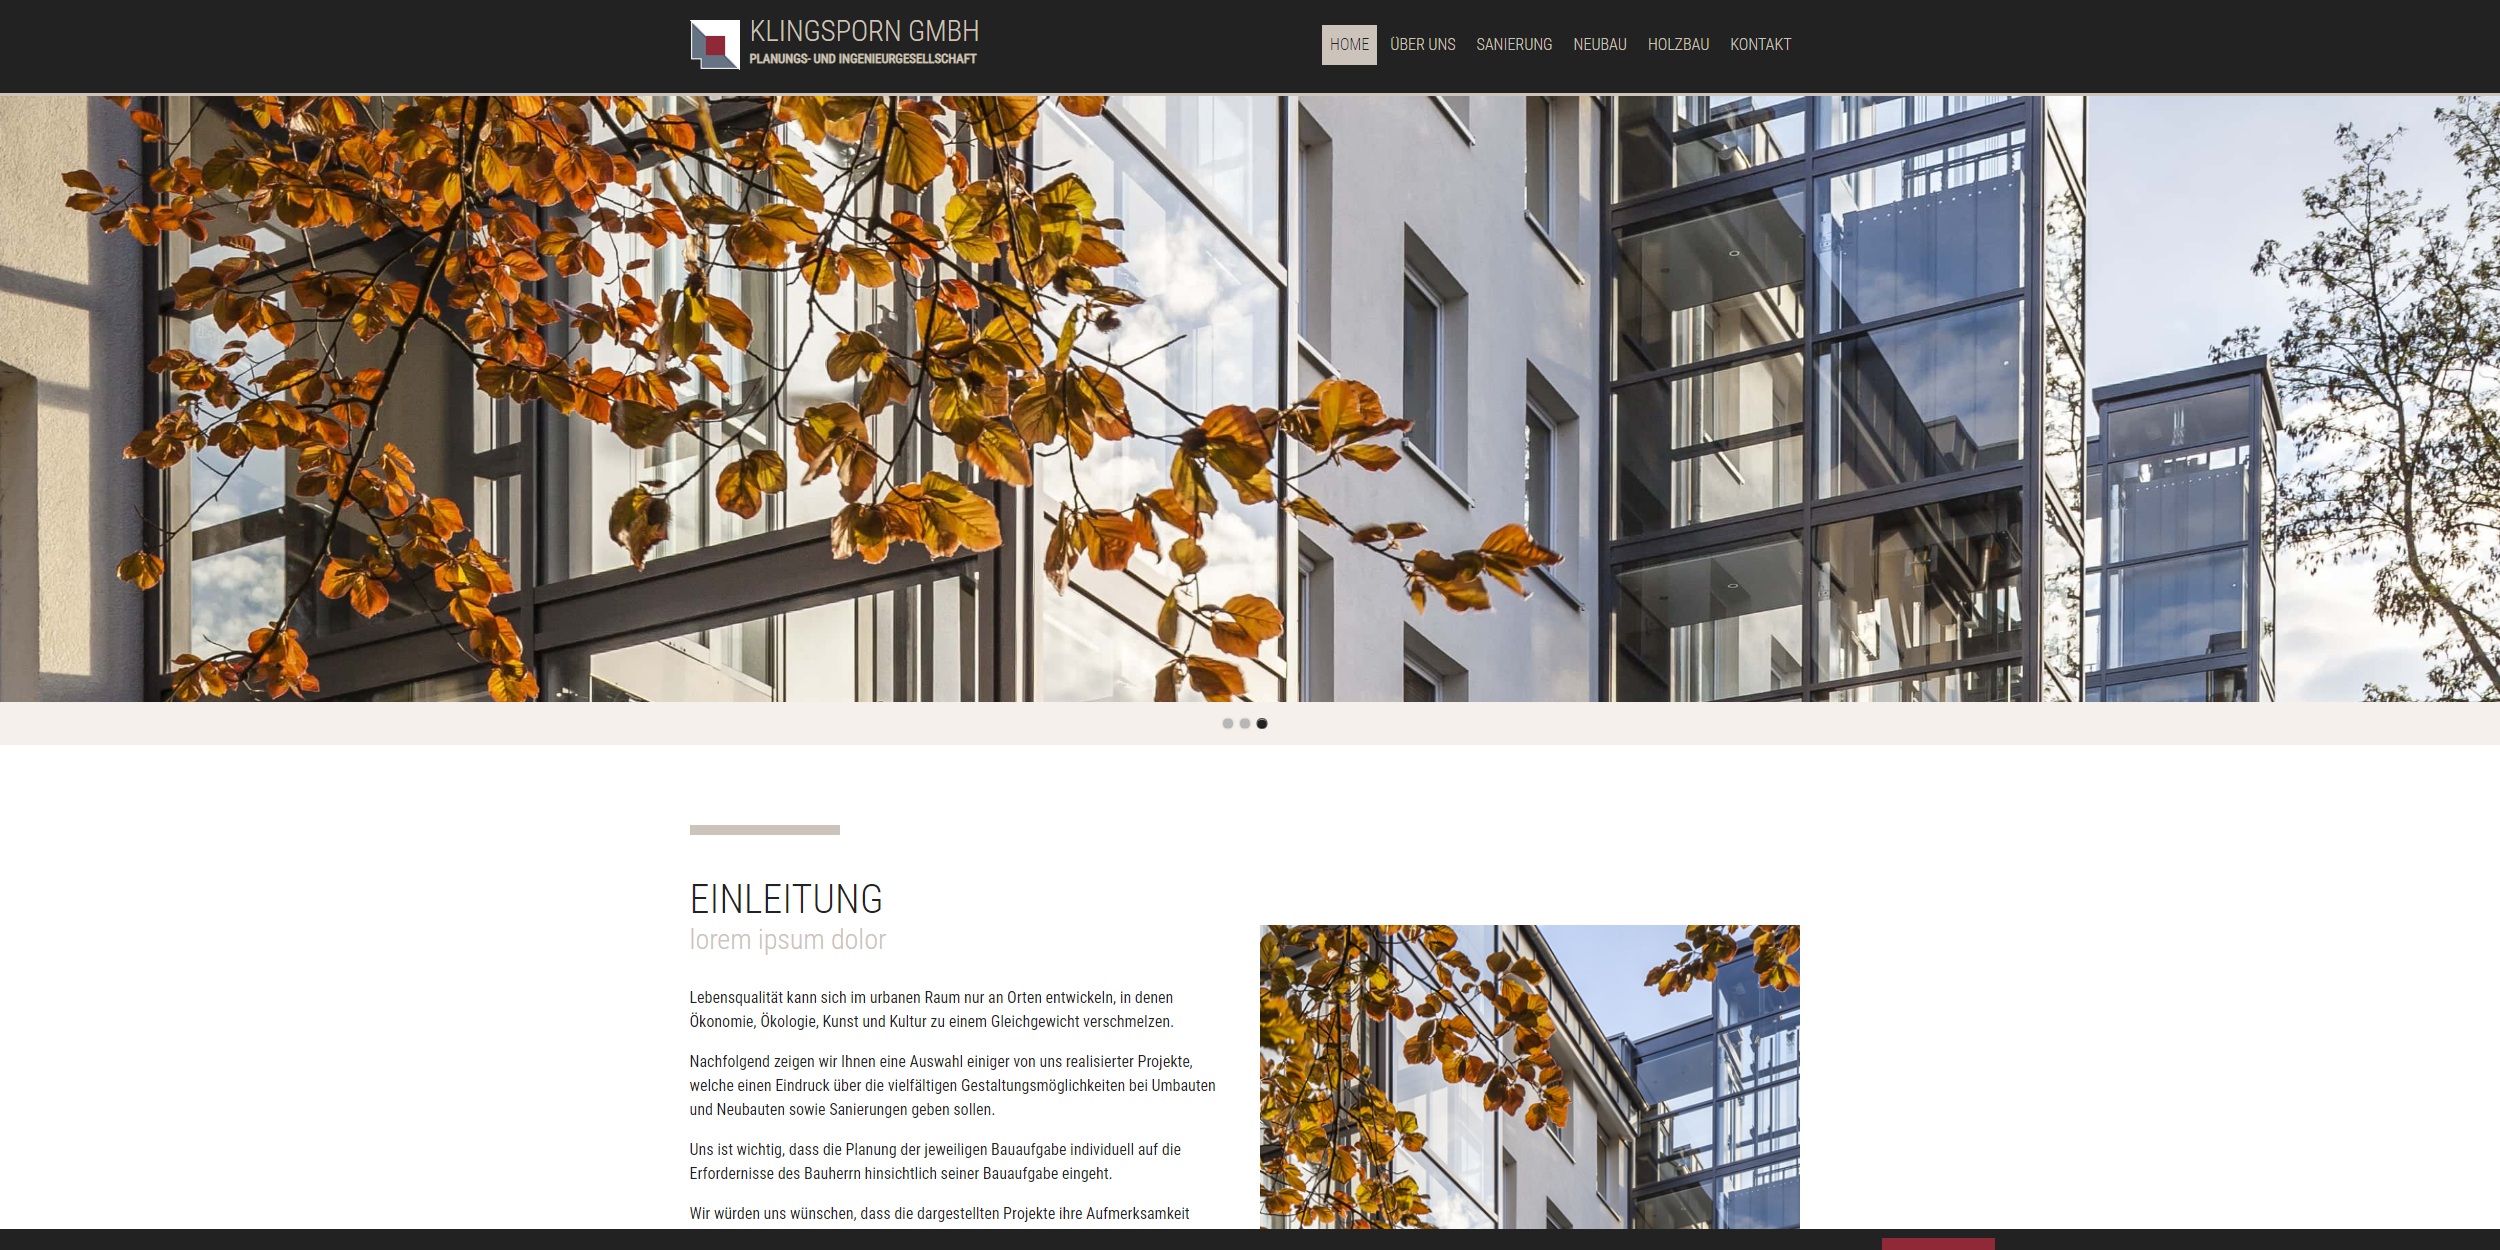 KLINGSPORN GMBH
PLANUNGS- UND INGENIEURGESELLSCHAFT
HOME ÜBER UNS SANIERUNG NEUBAU HOLZBAU KONTAKT
EINLEITUNG
lorem ipsum dolor
Lebensqualität kann sich im urbanen Raum nur an Orten entwickeln, in denen
Ökonomie, Ökologie, Kunst und Kultur zu einem Gleichgewicht verschmelzen.
Nachfolgend zeigen wir Ihnen eine Auswahl einiger von uns realisierter Projekte,
welche einen Eindruck über die vielfältigen Gestaltungsmöglichkeiten bei Umbauten
und Neubauten sowie Sanierungen geben sollen.
Uns ist wichtig, dass die Planung der jeweiligen Bauaufgabe individuell auf die
Erfordernisse des Bauherrn hinsichtlich seiner Bauaufgabe eingeht.
Wir würden uns wünschen, dass die dargestellten Projekte ihre Aufmerksamkeit